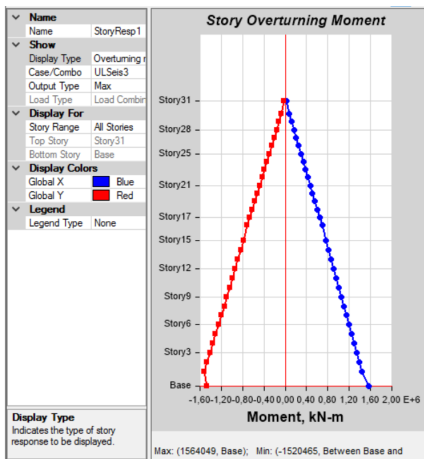 Name
Name StoryResp1
Show
Display Type Overturning
Case/Combo ULSeis3
Output Type Max
Load Type Load Combin
Display For
Story Range All Stories
Top Story Story31
Bottom Story Base
Display Colors
Global X Blue
Global Y Red
Legend
Legend Type None
Display Type
Indicates the type of story
response to be displayed.
Story Overturning Moment
Story31
Story28
Story25
Story21
Story17
Story15
Story12
Story9
Story6
Story3
Base
-1,60 -1,20 -0,80 -0,40 0,00 0,40 0,80 1,20 1,60 2,00 E+6
Moment, kN-m
Max: (1564049, Base); Min: (-1520465, Between Base and